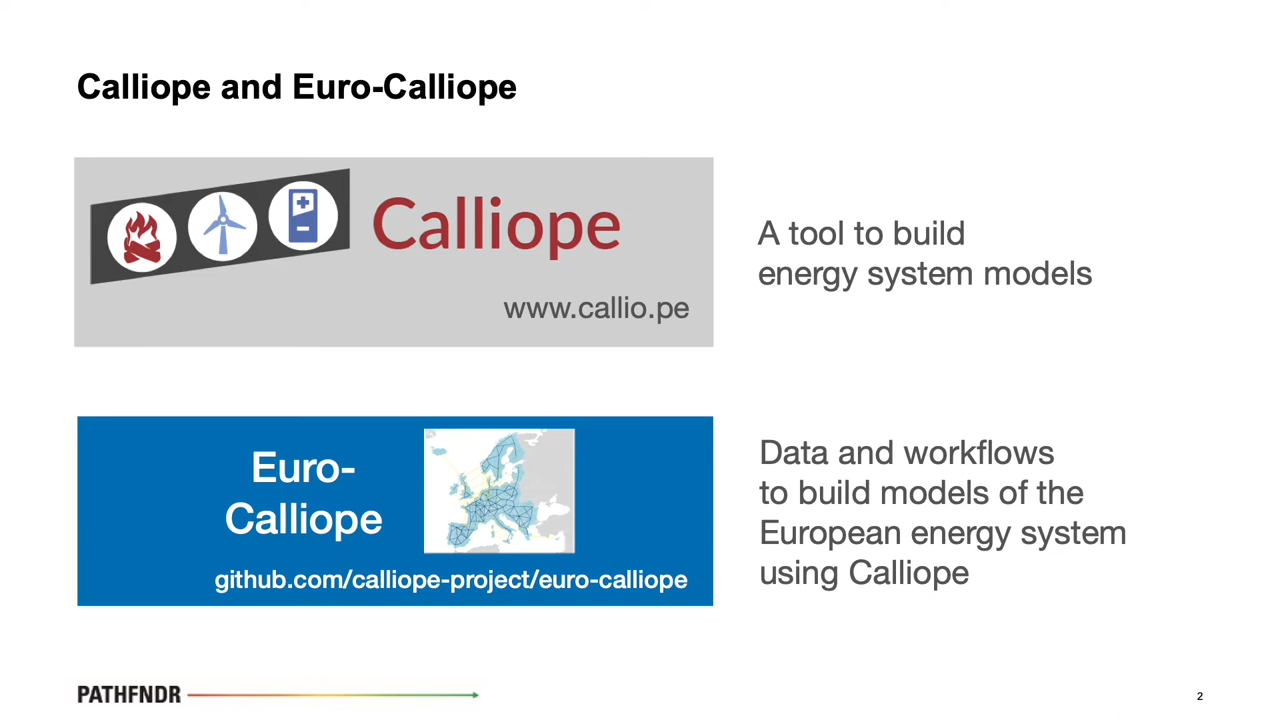 Calliope and Euro-Calliope
Calliope
www.callio.pe
A tool to build
energy system models
Euro-
Calliope
github.com/calliope-project/euro-calliope
Data and workflows
to build models of the
European energy system
using Calliope
PATHFNDR
2